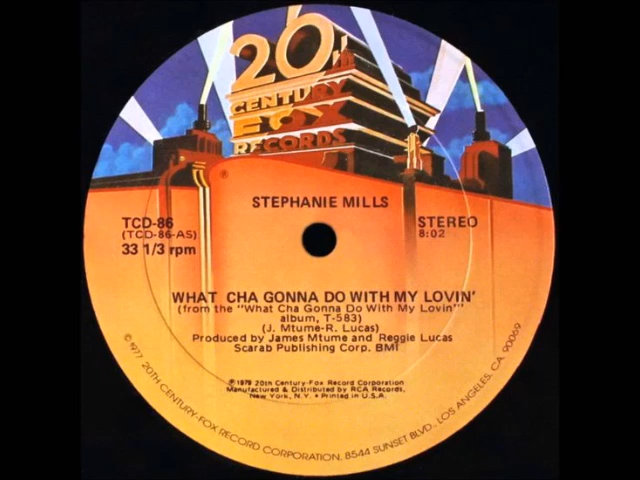 20th
CENTURY
FOX
RECORDS
STEPHANIE MILLS
TCD-86
(TCD-86-AS)
33 1/3 rpm
STEREO
8:02
WHAT CHA GONNA DO WITH MY LOVIN'
(from the "What Cha Gonna Do With My Lovin'"
album, T-583)
(J. Mtume-R. Lucas)
Produced by James Mtume and Reggie Lucas
Scarab Publishing Corp. BMI
℗1979 20th Century-Fox Record Corporation
Manufactured & Distributed by RCA Records,
New York, N.Y. • Printed in U.S.A.
© 1977 20TH CENTURY-FOX RECORD CORPORATION, 8544 SUNSET BLVD., LOS ANGELES, CA. 90069